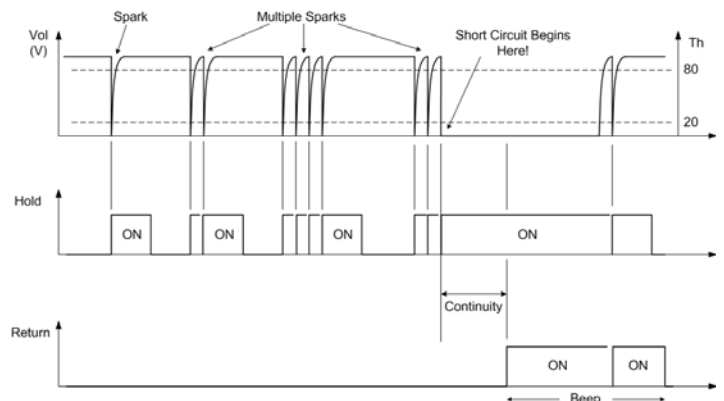 Spark
Multiple Sparks
Vol
(V)
Short Circuit Begins
Here!
Th
80
20
Hold
ON
ON
ON
ON
Continuity
Return
ON
ON
Beep